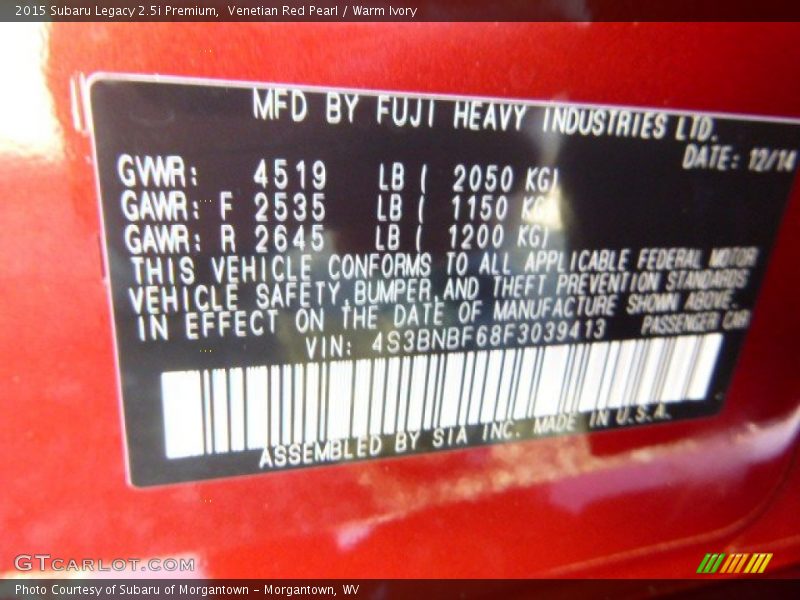 2015 Subaru Legacy 2.5i Premium,  Venetian Red Pearl / Warm Ivory
MFD BY FUJI HEAVY INDUSTRIES LTD.
DATE: 12/14
GVWR: 4519 LB ( 2050 KG)
GAWR: F 2535 LB ( 1150 KG)
GAWR: R 2645 LB ( 1200 KG)
THIS VEHICLE CONFORMS TO ALL APPLICABLE FEDERAL MOTOR
VEHICLE SAFETY,BUMPER,AND THEFT PREVENTION STANDARDS
IN EFFECT ON THE DATE OF MANUFACTURE SHOWN ABOVE.
PASSENGER CAR
VIN: 4S3BNBF68F3039413
ASSEMBLED BY SIA INC. MADE IN U.S.A.
GTCARLOT.COM
Photo Courtesy of Subaru of Morgantown - Morgantown, WV